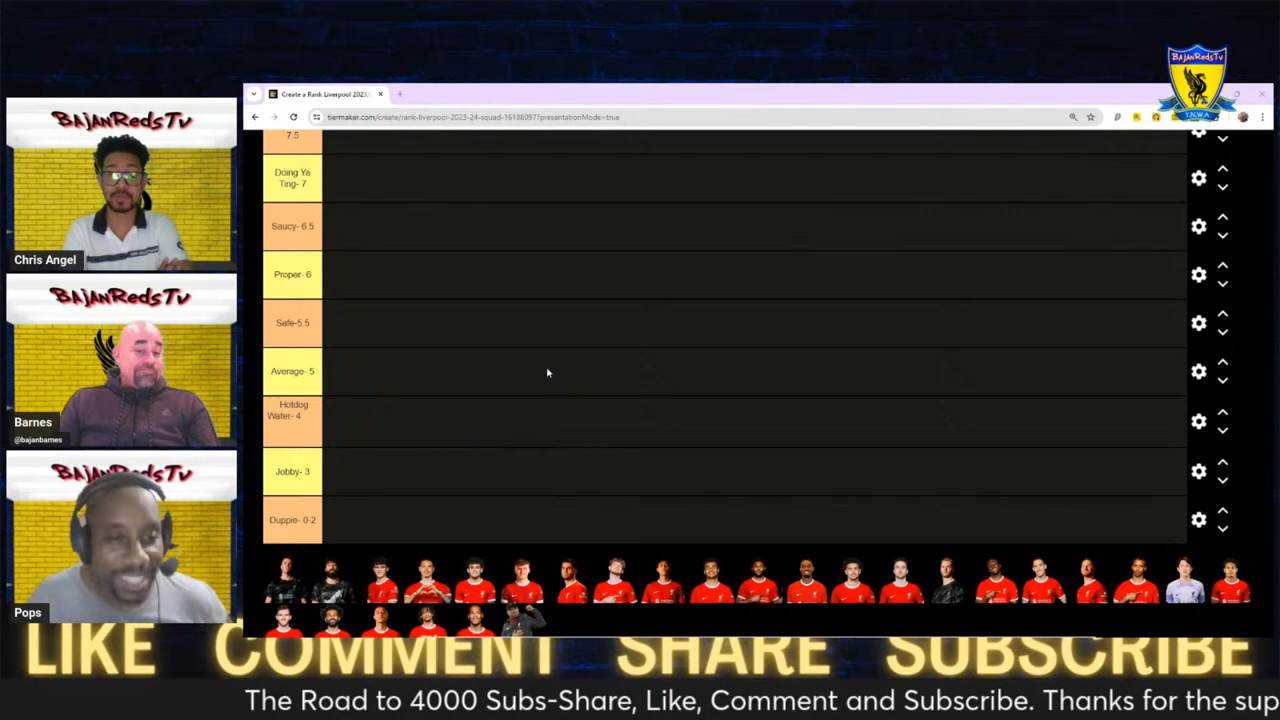 BAJANREDSTV
Y.N.W.A
Create a Rank Liverpool 2023/
tiermaker.com/create/rank-liverpool-2023-24-squad-16188097?presentationMode=true
BAJANREDSTV
Chris Angel
BAJANREDSTV
Barnes
@bajanbarnes
BAJANREDSTV
Pops
7.5
Doing Ya
Ting- 7
Saucy- 6.5
Proper- 6
Safe-5.5
Average- 5
Hotdog
Water- 4
Jobby- 3
Duppie- 0-2
LIKE COMMENT SHARE SUBSCRIBE
The Road to 4000 Subs-Share, Like, Comment and Subscribe. Thanks for the sup